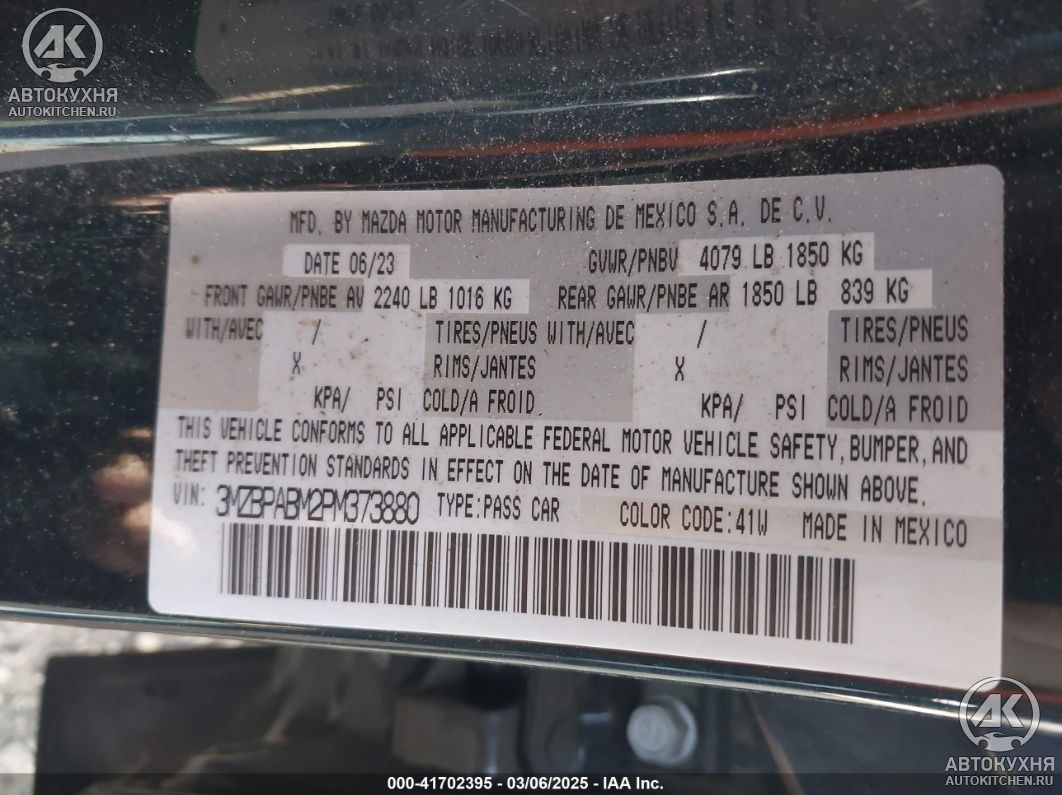 AK
АВТОКУХНЯ
AUTOKITCHEN.RU
MFD. BY MAZDA MOTOR MANUFACTURING DE MEXICO S.A. DE C.V.
DATE 06/23 GVWR/PNBV 4079 LB 1850 KG
FRONT GAWR/PNBE AV 2240 LB 1016 KG REAR GAWR/PNBE AR 1850 LB 839 KG
WITH/AVEC / TIRES/PNEUS WITH/AVEC / TIRES/PNEUS
X RIMS/JANTES X RIMS/JANTES
KPA/ PSI COLD/A FROID KPA/ PSI COLD/A FROID
THIS VEHICLE CONFORMS TO ALL APPLICABLE FEDERAL MOTOR VEHICLE SAFETY, BUMPER, AND
THEFT PREVENTION STANDARDS IN EFFECT ON THE DATE OF MANUFACTURE SHOWN ABOVE.
VIN: 3MZBPABM2PM373880 TYPE:PASS CAR COLOR CODE:41W MADE IN MEXICO
AK
АВТОКУХНЯ
AUTOKITCHEN.RU
000-41702395 - 03/06/2025 - IAA Inc.